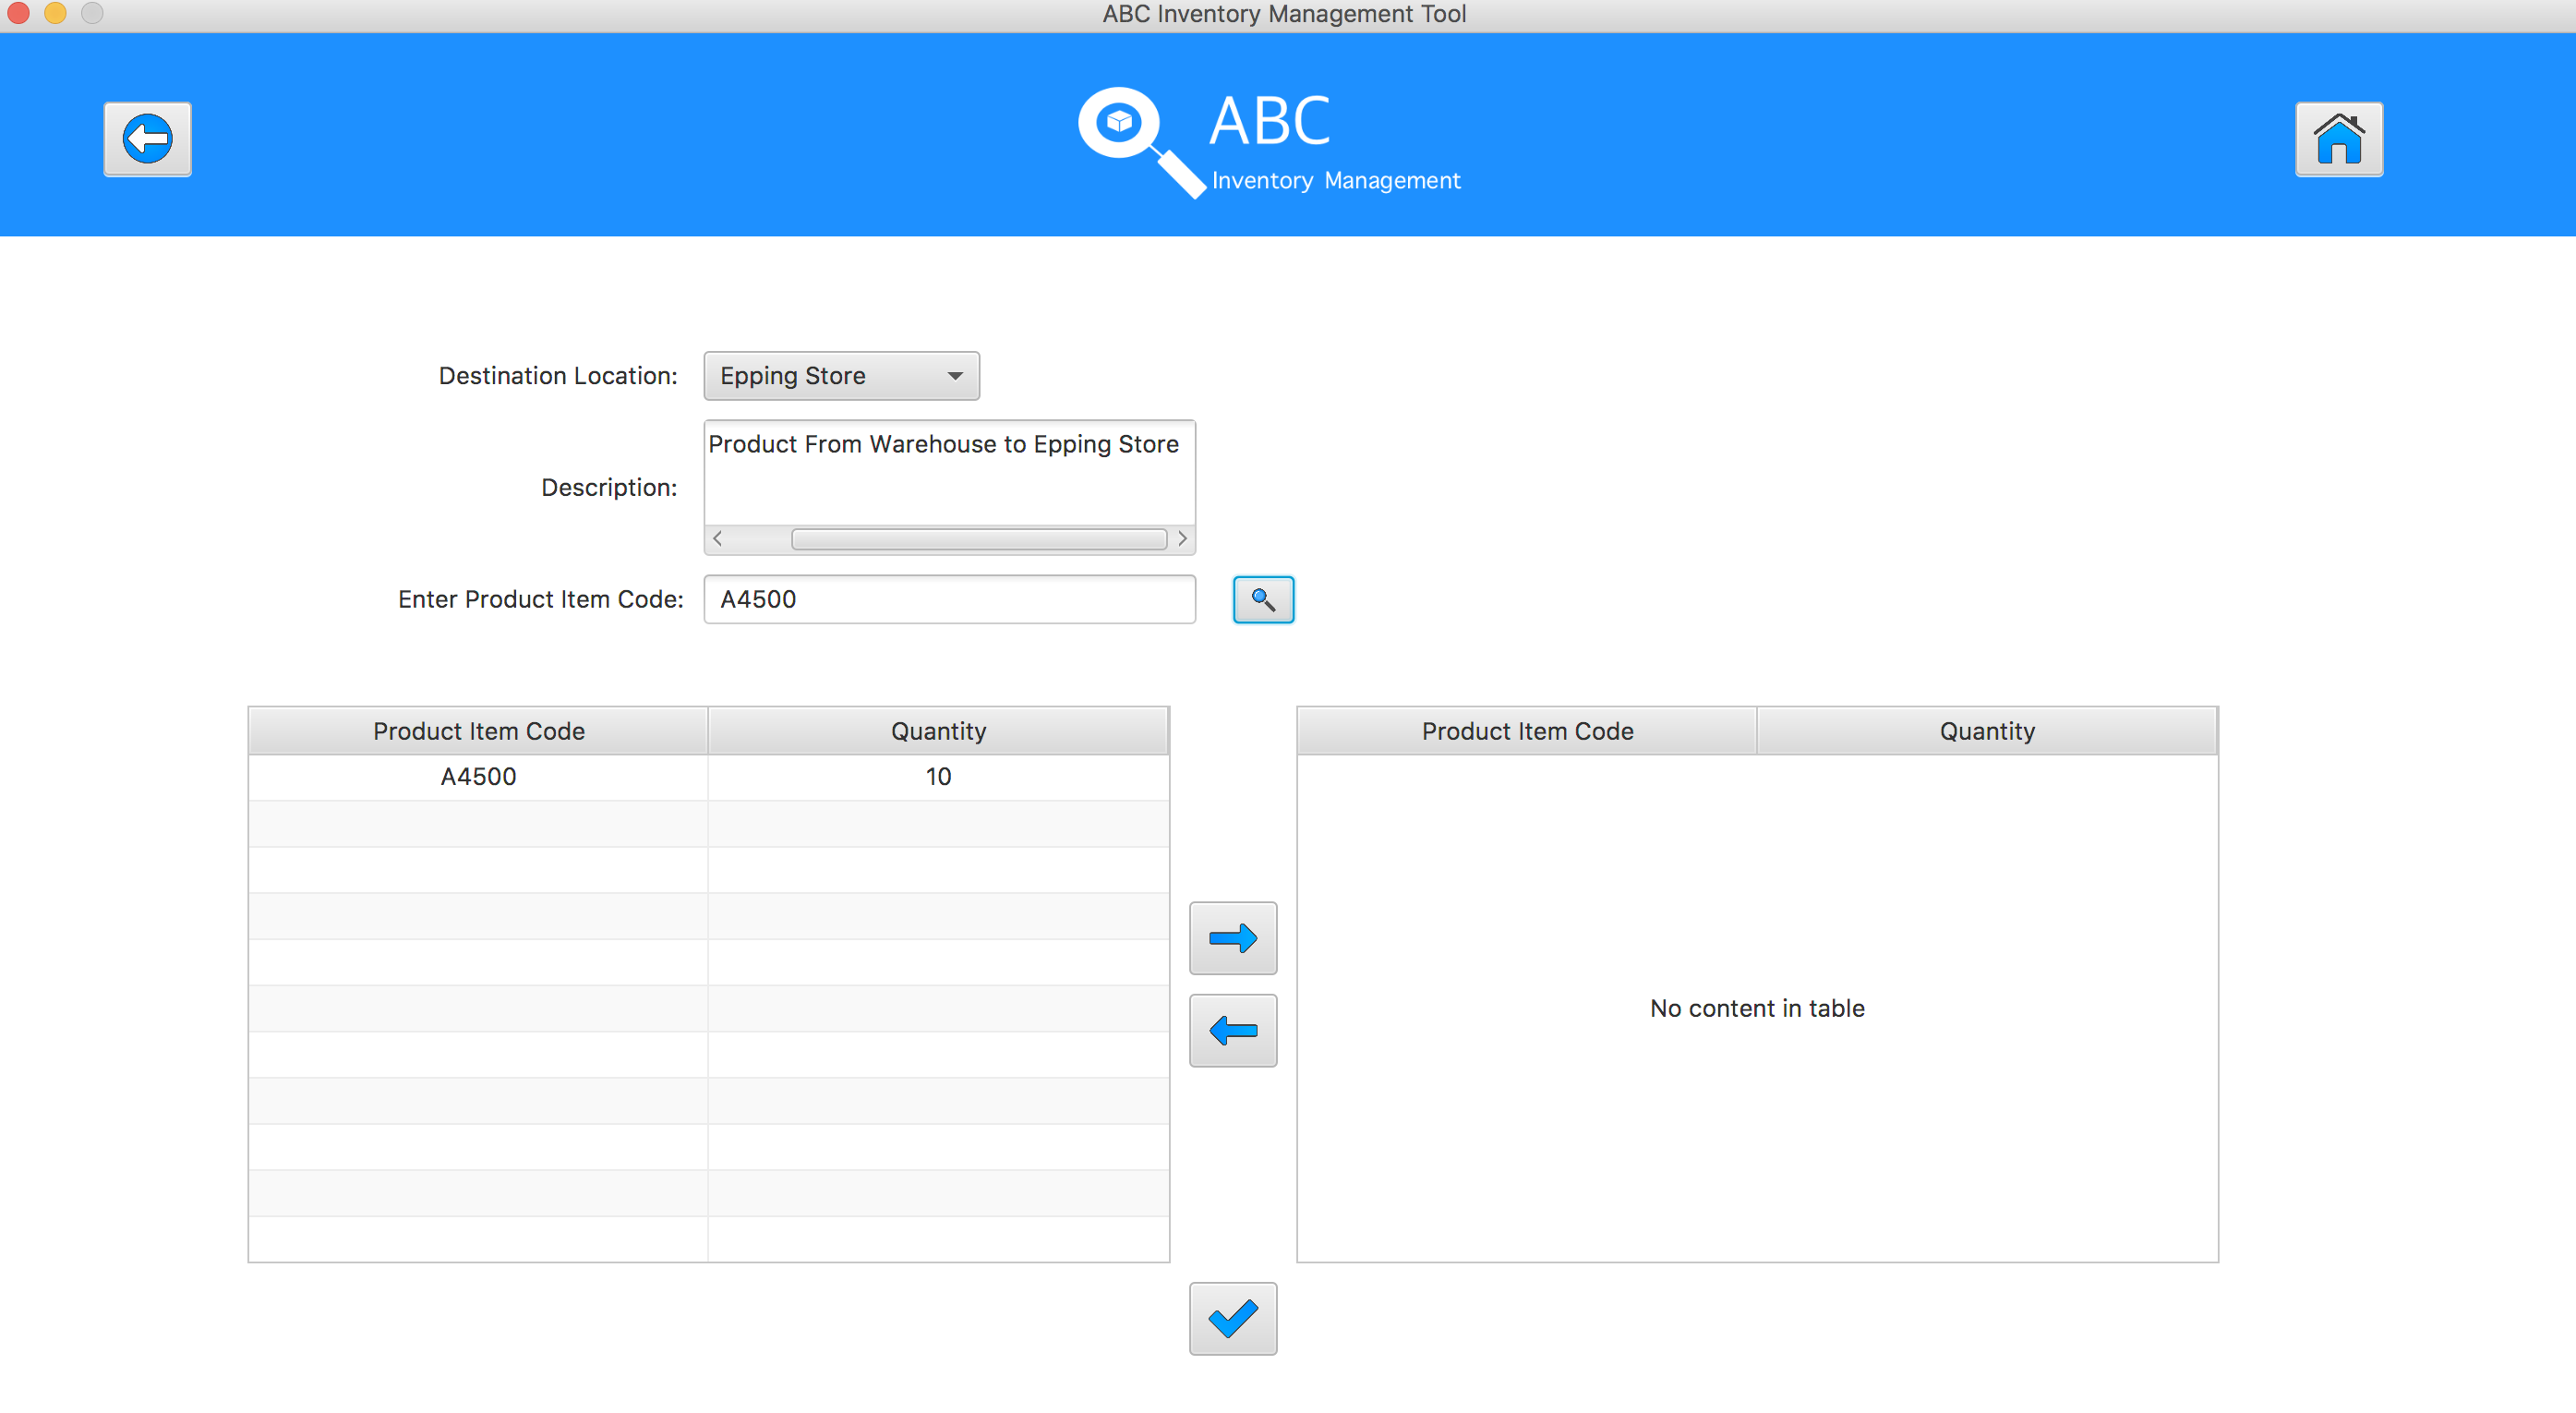 ABC Inventory Management Tool
ABC
Inventory Management
Destination Location: Epping Store
Product From Warehouse to Epping Store
Description:
Enter Product Item Code: A4500
Product Item Code Quantity Product Item Code Quantity
A4500 10
No content in table